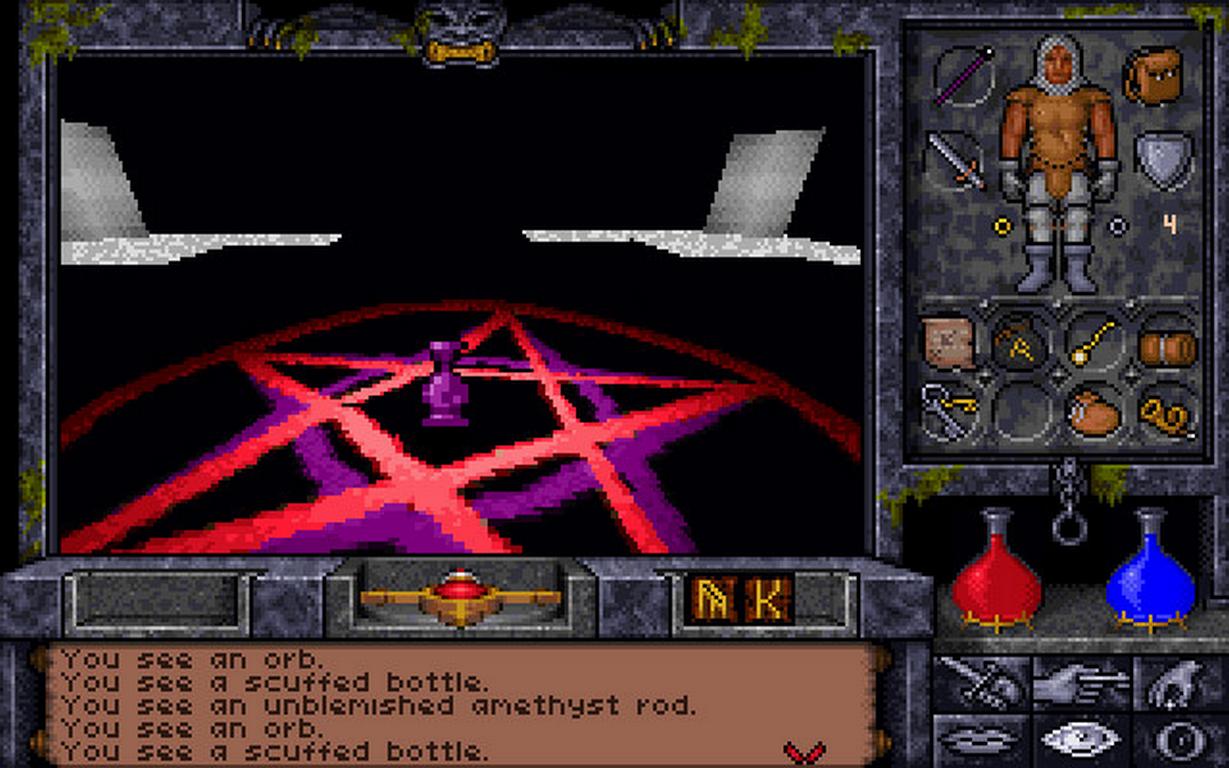 4
You see an orb.
You see a scuffed bottle.
You see an unblemished amethyst rod.
You see an orb.
You see a scuffed bottle.